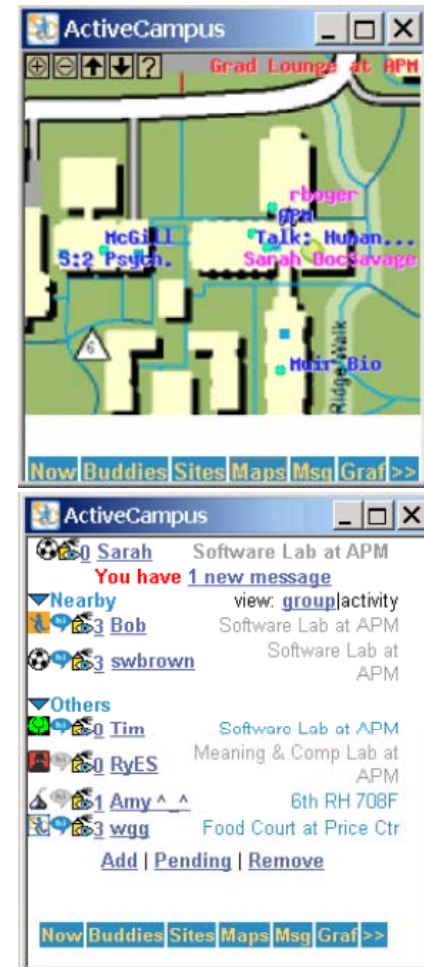 ActiveCampus
Grad Lounge at APM
rboyer
APM
McGill
Talk: Human...
S:2 Psych.
Sarah DocSavage
6
Muir Bio
Ridge Walk
Now Buddies Sites Maps Msg Graf >>
ActiveCampus
0 Sarah Software Lab at APM
You have 1 new message
Nearby view: group|activity
3 Bob Software Lab at APM
3 swbrown Software Lab at
APM
Others
0 Tim Software Lab at APM
0 RyES Meaning & Comp Lab at
APM
1 Amy ^_^ 6th RH 708F
3 wgg Food Court at Price Ctr
Add | Pending | Remove
Now Buddies Sites Maps Msg Graf >>